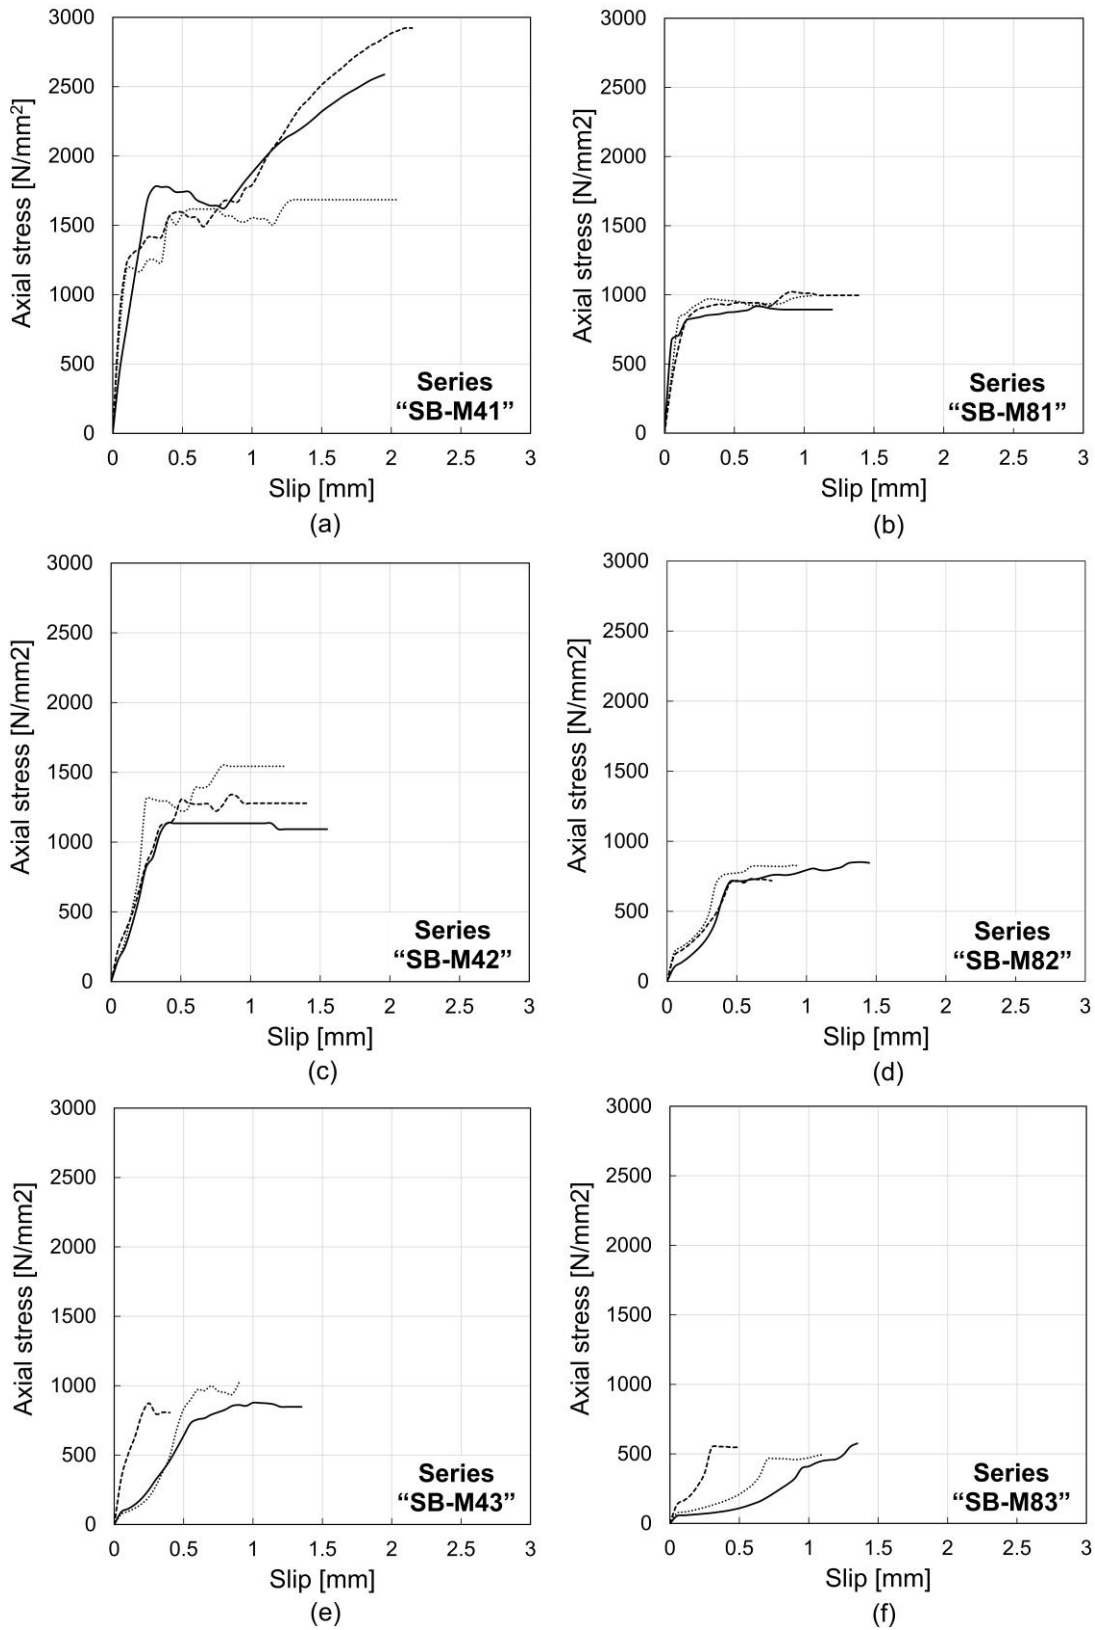 3000
2500
2000
1500
1000
500
0
Axial stress [N/mm²]
0 0.5 1 1.5 2 2.5 3
Slip [mm]
Series
“SB-M41”
(a)
3000
2500
2000
1500
1000
500
0
Axial stress [N/mm2]
0 0.5 1 1.5 2 2.5 3
Slip [mm]
Series
“SB-M81”
(b)
3000
2500
2000
1500
1000
500
0
Axial stress [N/mm2]
0 0.5 1 1.5 2 2.5 3
Slip [mm]
Series
“SB-M42”
(c)
3000
2500
2000
1500
1000
500
0
Axial stress [N/mm2]
0 0.5 1 1.5 2 2.5 3
Slip [mm]
Series
“SB-M82”
(d)
3000
2500
2000
1500
1000
500
0
Axial stress [N/mm2]
0 0.5 1 1.5 2 2.5 3
Slip [mm]
Series
“SB-M43”
(e)
3000
2500
2000
1500
1000
500
0
Axial stress [N/mm2]
0 0.5 1 1.5 2 2.5 3
Slip [mm]
Series
“SB-M83”
(f)